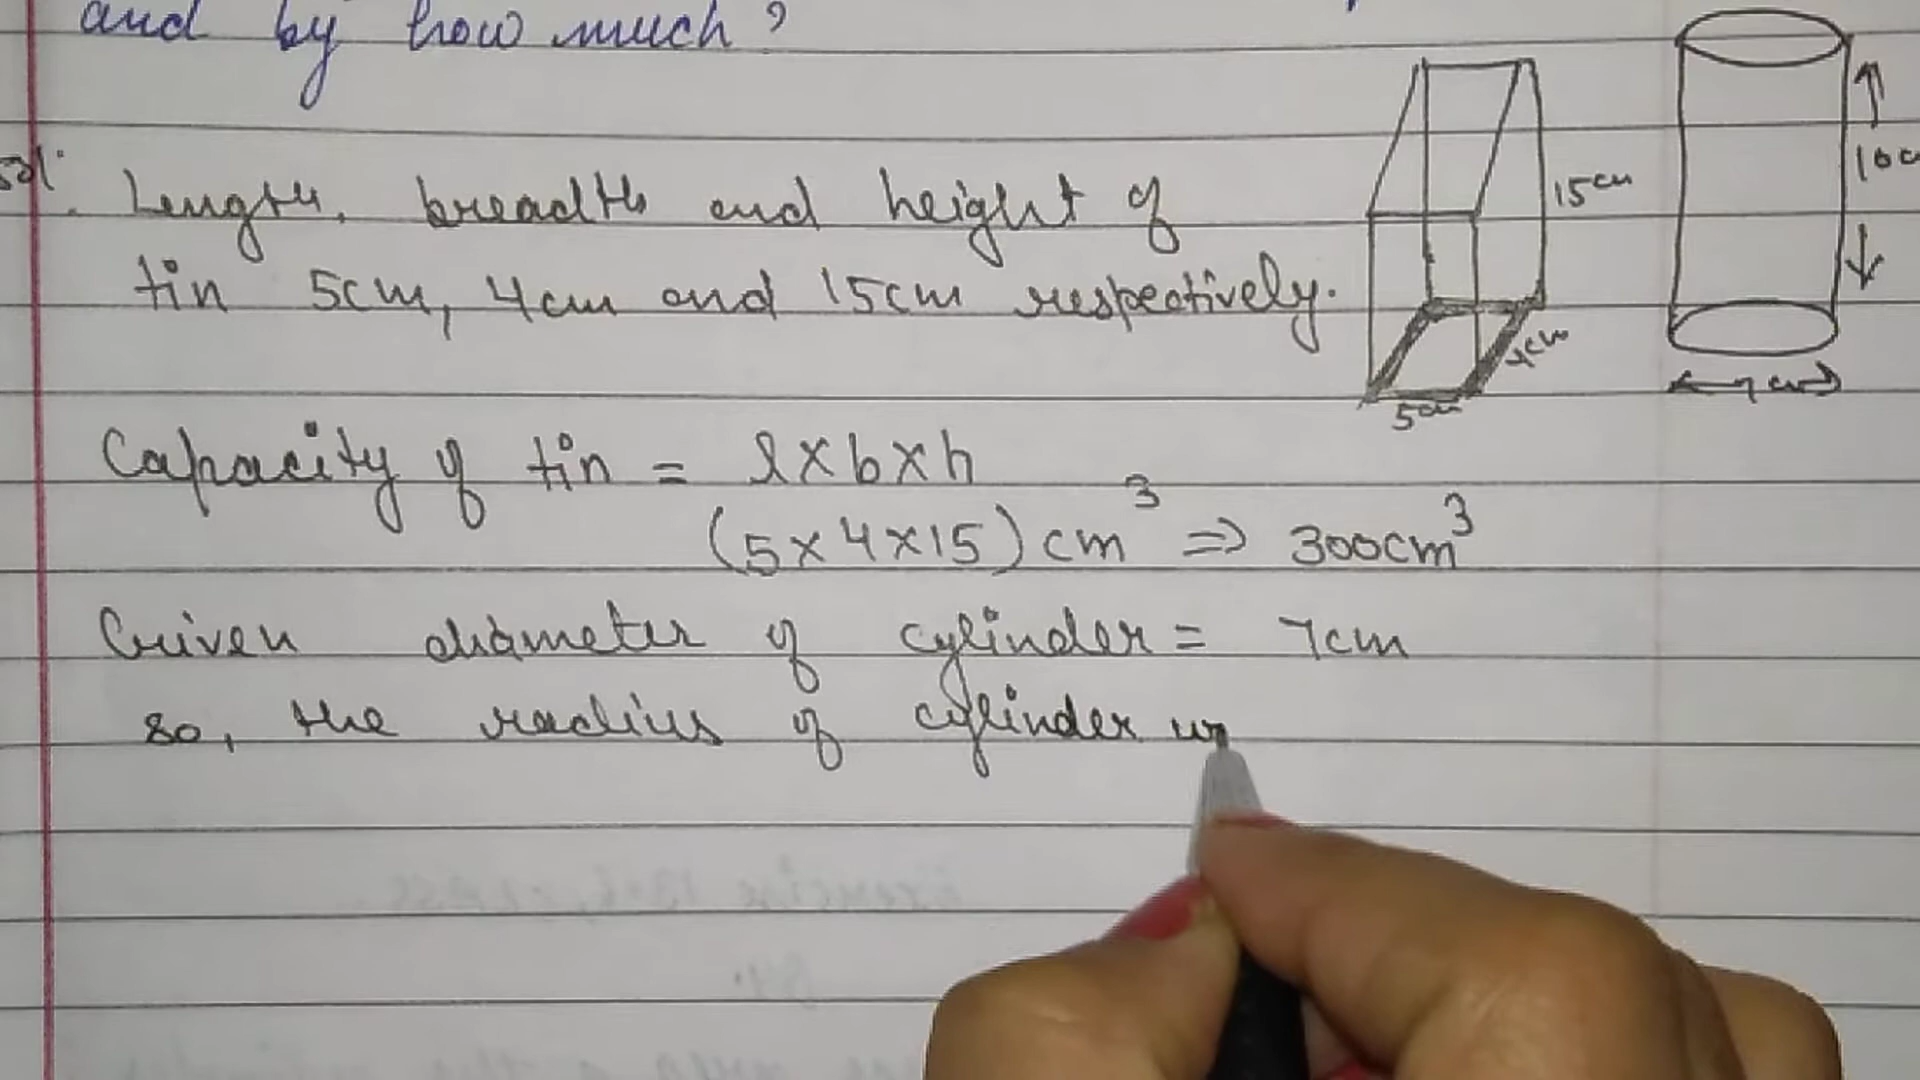 and by how much?
Sol. Length, breadth and height of
tin 5cm, 4cm and 15cm respectively.
15cm
4cm
5cm
10c
7cm
Capacity of tin = l×b×h
(5×4×15)cm³ ⇒ 300cm³
Given diameter of cylinder = 7cm
so, the radius of cylinder w